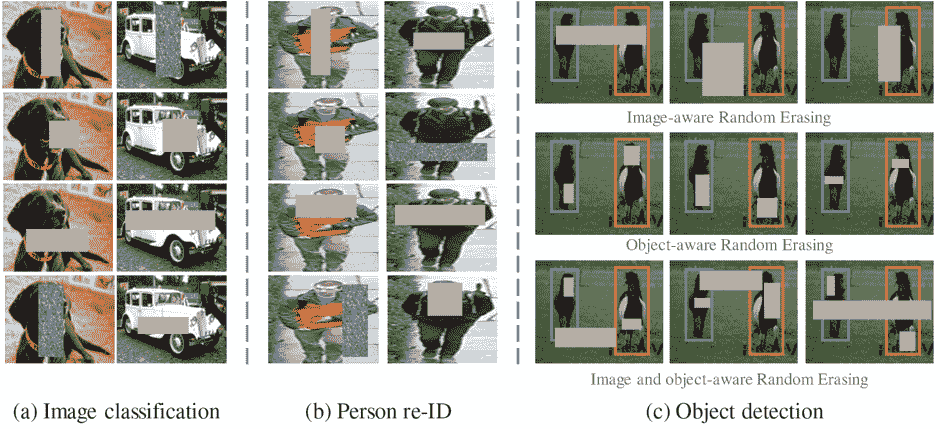 Image-aware Random Erasing
Object-aware Random Erasing
Image and object-aware Random Erasing
(a) Image classification
(b) Person re-ID
(c) Object detection